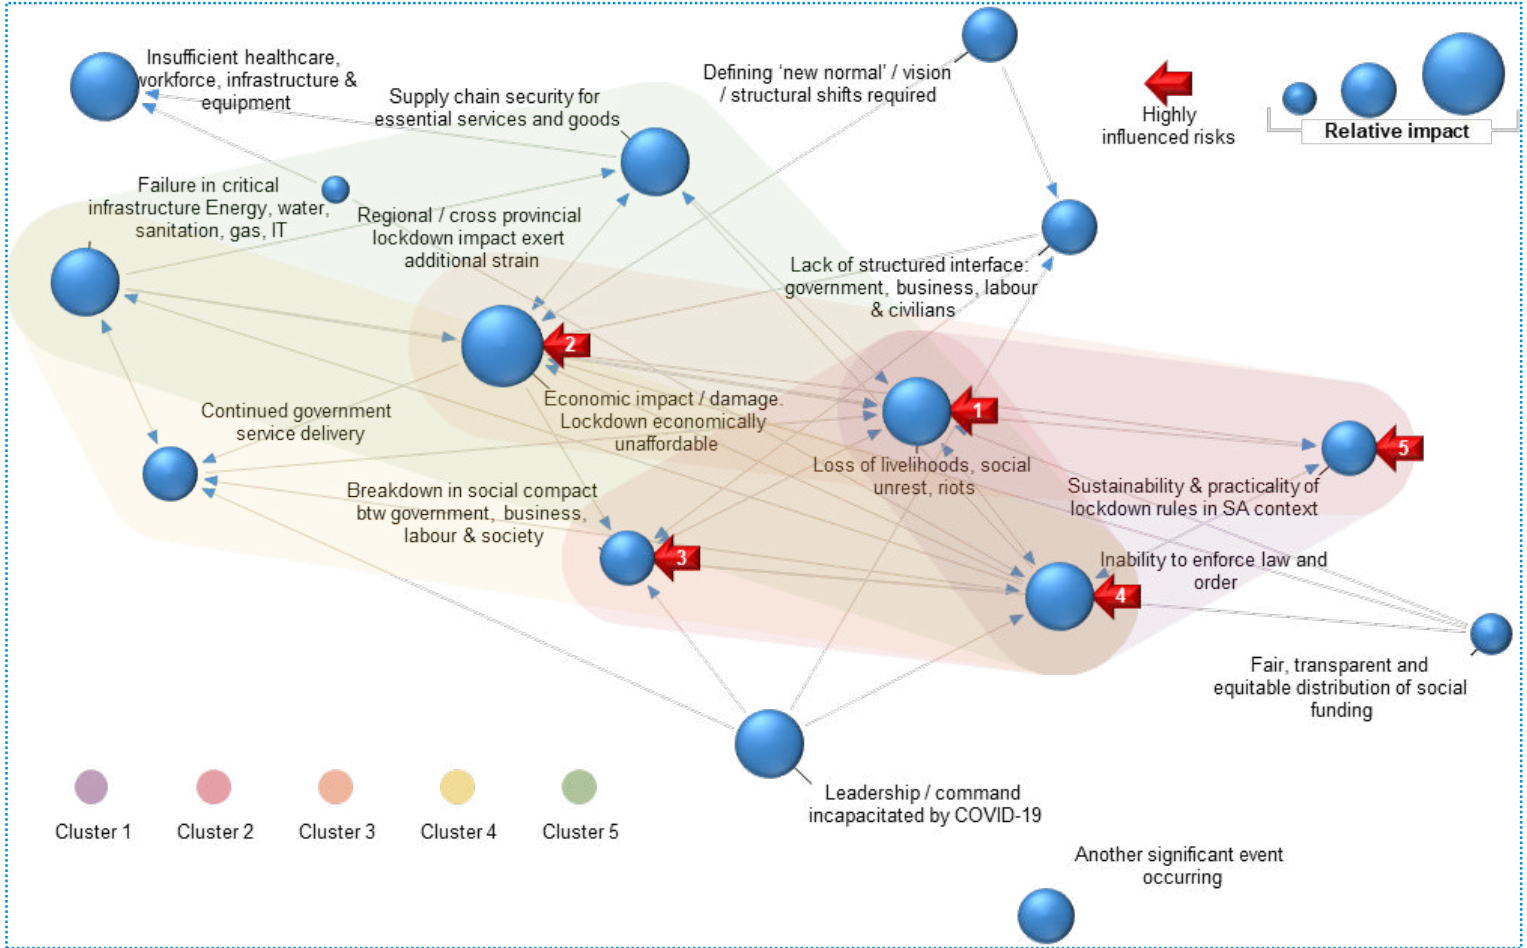 Insufficient healthcare,
workforce, infrastructure &
equipment
Supply chain security for
essential services and goods
Defining ‘new normal’ / vision
/ structural shifts required
Highly
influenced risks
Relative impact
Failure in critical
infrastructure Energy, water,
sanitation, gas, IT
Regional / cross provincial
lockdown impact exert
additional strain
Lack of structured interface:
government, business, labour
& civilians
2
1
5
Economic impact / damage.
Lockdown economically
unaffordable
Continued government
service delivery
Loss of livelihoods, social
unrest, riots
Sustainability & practicality of
lockdown rules in SA context
Breakdown in social compact
btw government, business,
labour & society
3
Inability to enforce law and
order
4
Fair, transparent and
equitable distribution of social
funding
Leadership / command
incapacitated by COVID-19
Cluster 1
Cluster 2
Cluster 3
Cluster 4
Cluster 5
Another significant event
occurring